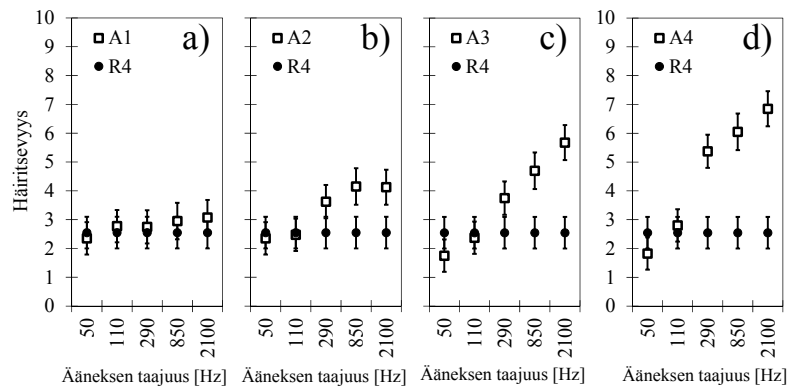 Häiritsevyys
10
9
8
7
6
5
4
3
2
1
0
A1
R4
a)
50
110
290
850
2100
Ääneksen taajuus [Hz]
A2
R4
b)
50
110
290
850
2100
Ääneksen taajuus [Hz]
A3
R4
c)
50
110
290
850
2100
Ääneksen taajuus [Hz]
A4
R4
d)
50
110
290
850
2100
Ääneksen taajuus [Hz]